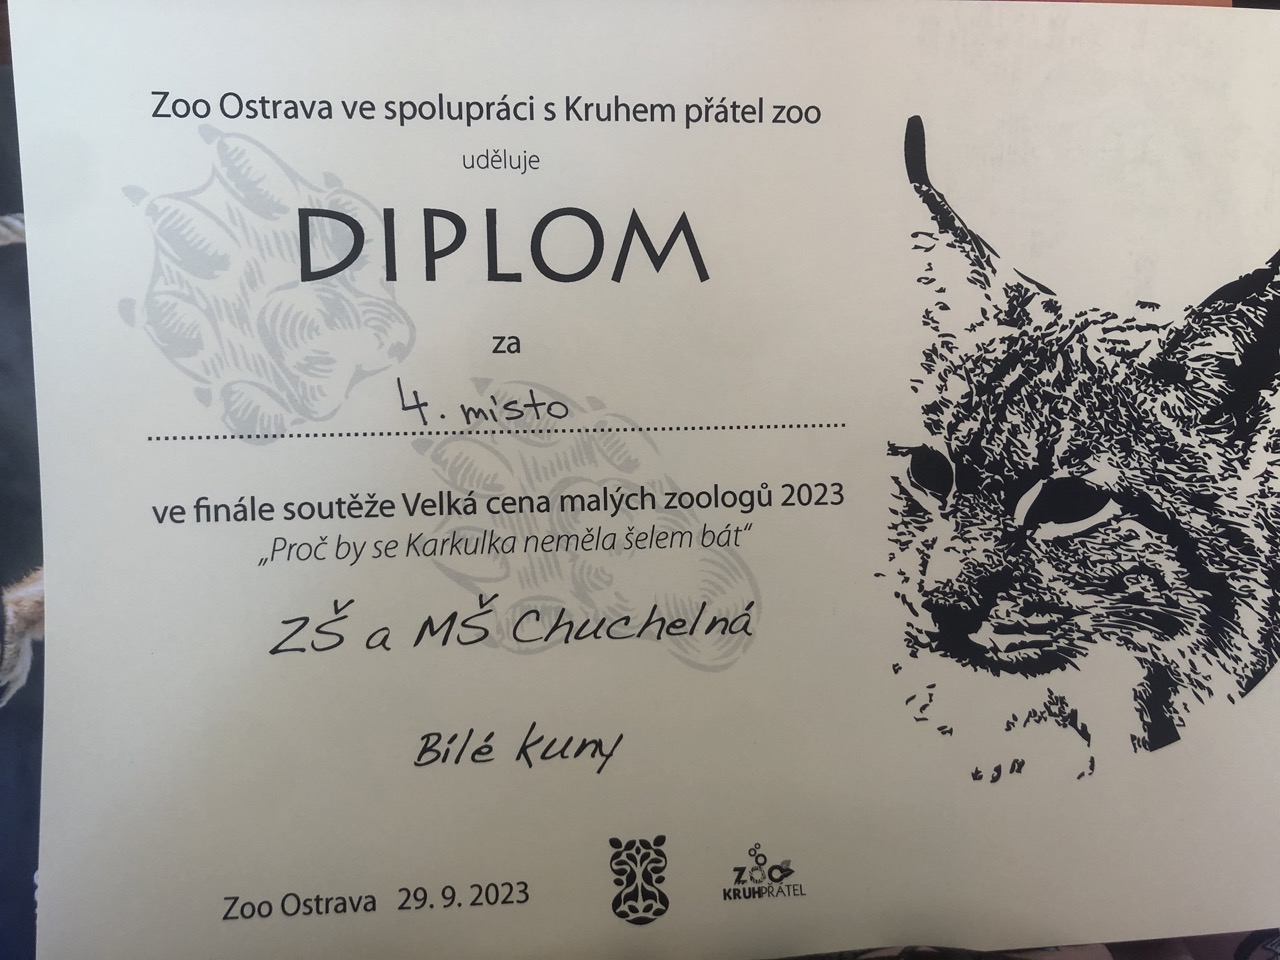 Zoo Ostrava ve spolupráci s Kruhem přátel zoo
uděluje
DIPLOM
za
4. místo
ve finále soutěže Velká cena malých zoologů 2023
„Proč by se Karkulka neměla šelem bát“
ZŠ a MŠ Chuchelná
Bílé kuny
Zoo Ostrava 29. 9. 2023
ZOO
KRUHPŘÁTEL